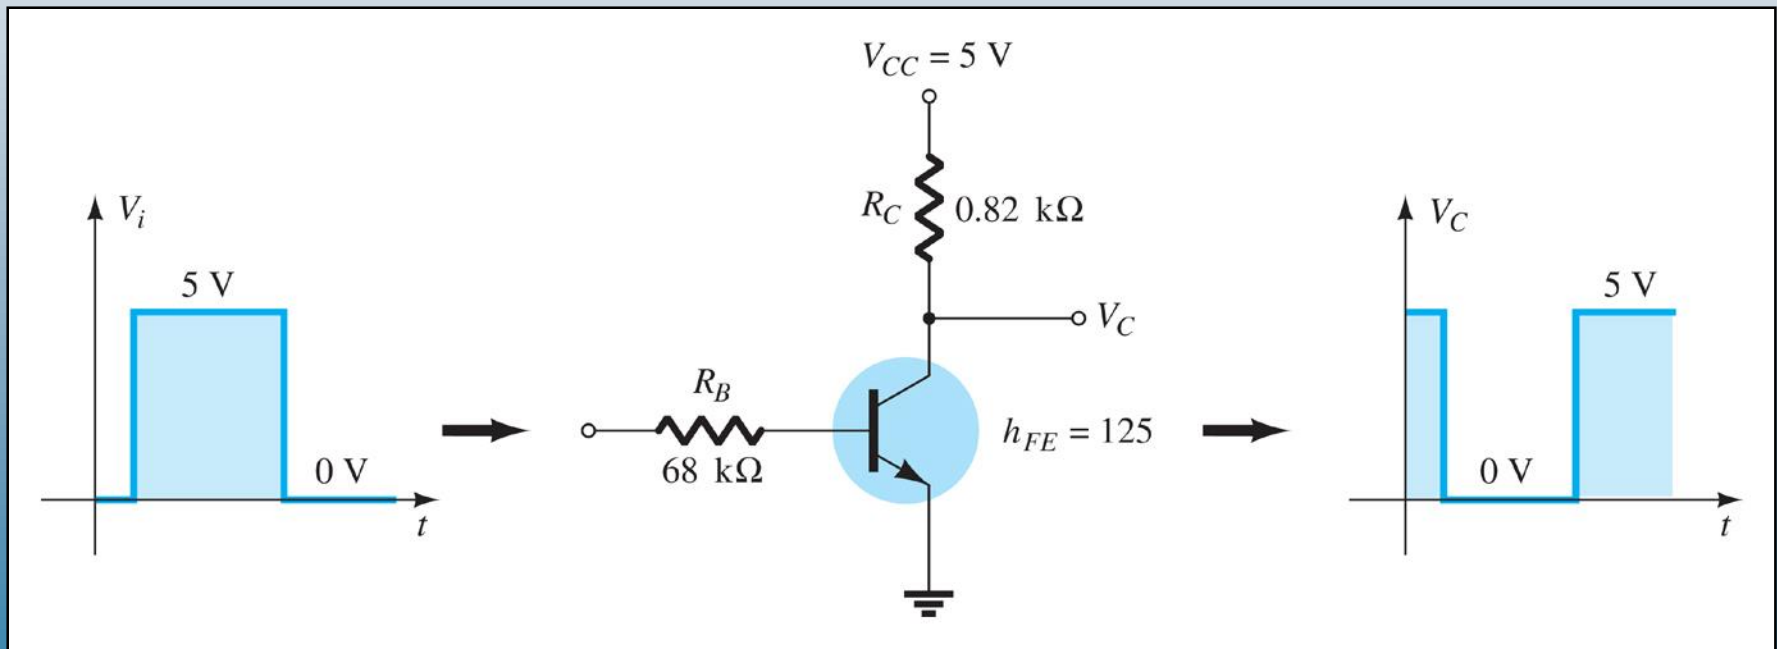 V_CC = 5 V
V_i
5 V
0 V
t
R_C 0.82 kΩ
V_C
R_B
68 kΩ
h_FE = 125
V_C
5 V
0 V
t